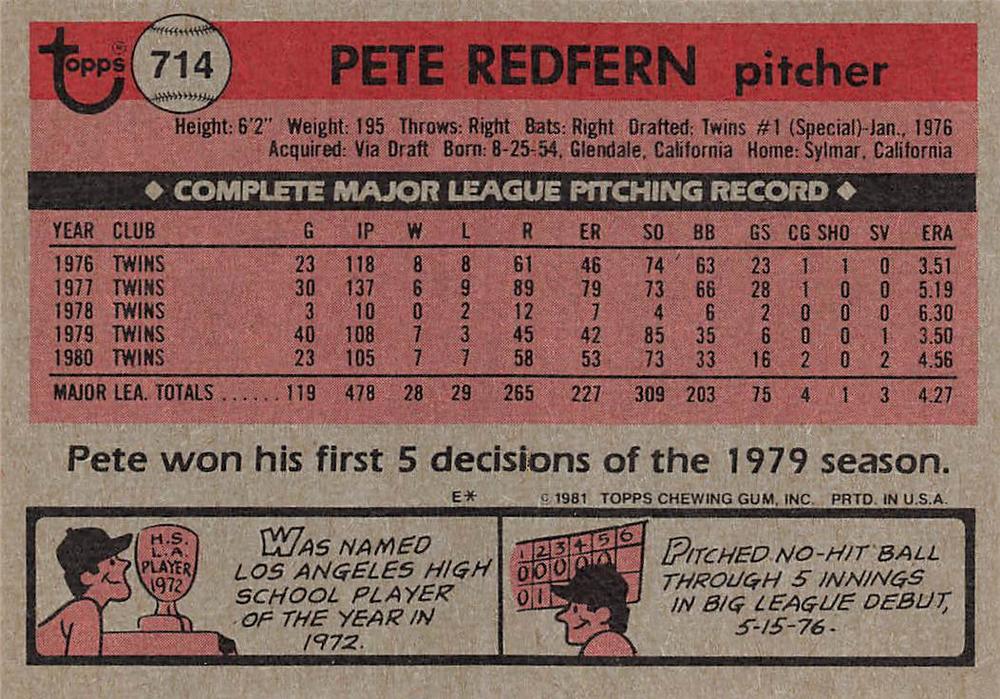 topps® 714 PETE REDFERN pitcher
Height: 6'2" Weight: 195 Throws: Right Bats: Right Drafted: Twins #1 (Special)-Jan., 1976
Acquired: Via Draft Born: 8-25-54, Glendale, California Home: Sylmar, California
◆ COMPLETE MAJOR LEAGUE PITCHING RECORD ◆
YEAR CLUB G IP W L R ER SO BB GS CG SHO SV ERA
1976 TWINS 23 118 8 8 61 46 74 63 23 1 1 0 3.51
1977 TWINS 30 137 6 9 89 79 73 66 28 1 0 0 5.19
1978 TWINS 3 10 0 2 12 7 4 6 2 0 0 0 6.30
1979 TWINS 40 108 7 3 45 42 85 35 6 0 0 1 3.50
1980 TWINS 23 105 7 7 58 53 73 33 16 2 0 2 4.56
MAJOR LEA. TOTALS ...... 119 478 28 29 265 227 309 203 75 4 1 3 4.27
Pete won his first 5 decisions of the 1979 season.
E* © 1981 TOPPS CHEWING GUM, INC. PRTD. IN U.S.A.
H.S.
L.A.
PLAYER
1972
WAS NAMED
LOS ANGELES HIGH
SCHOOL PLAYER
OF THE YEAR IN
1972.
1 2 3 4 5 6
0 0 0 0 0
0 1
PITCHED NO-HIT BALL
THROUGH 5 INNINGS
IN BIG LEAGUE DEBUT,
5-15-76.